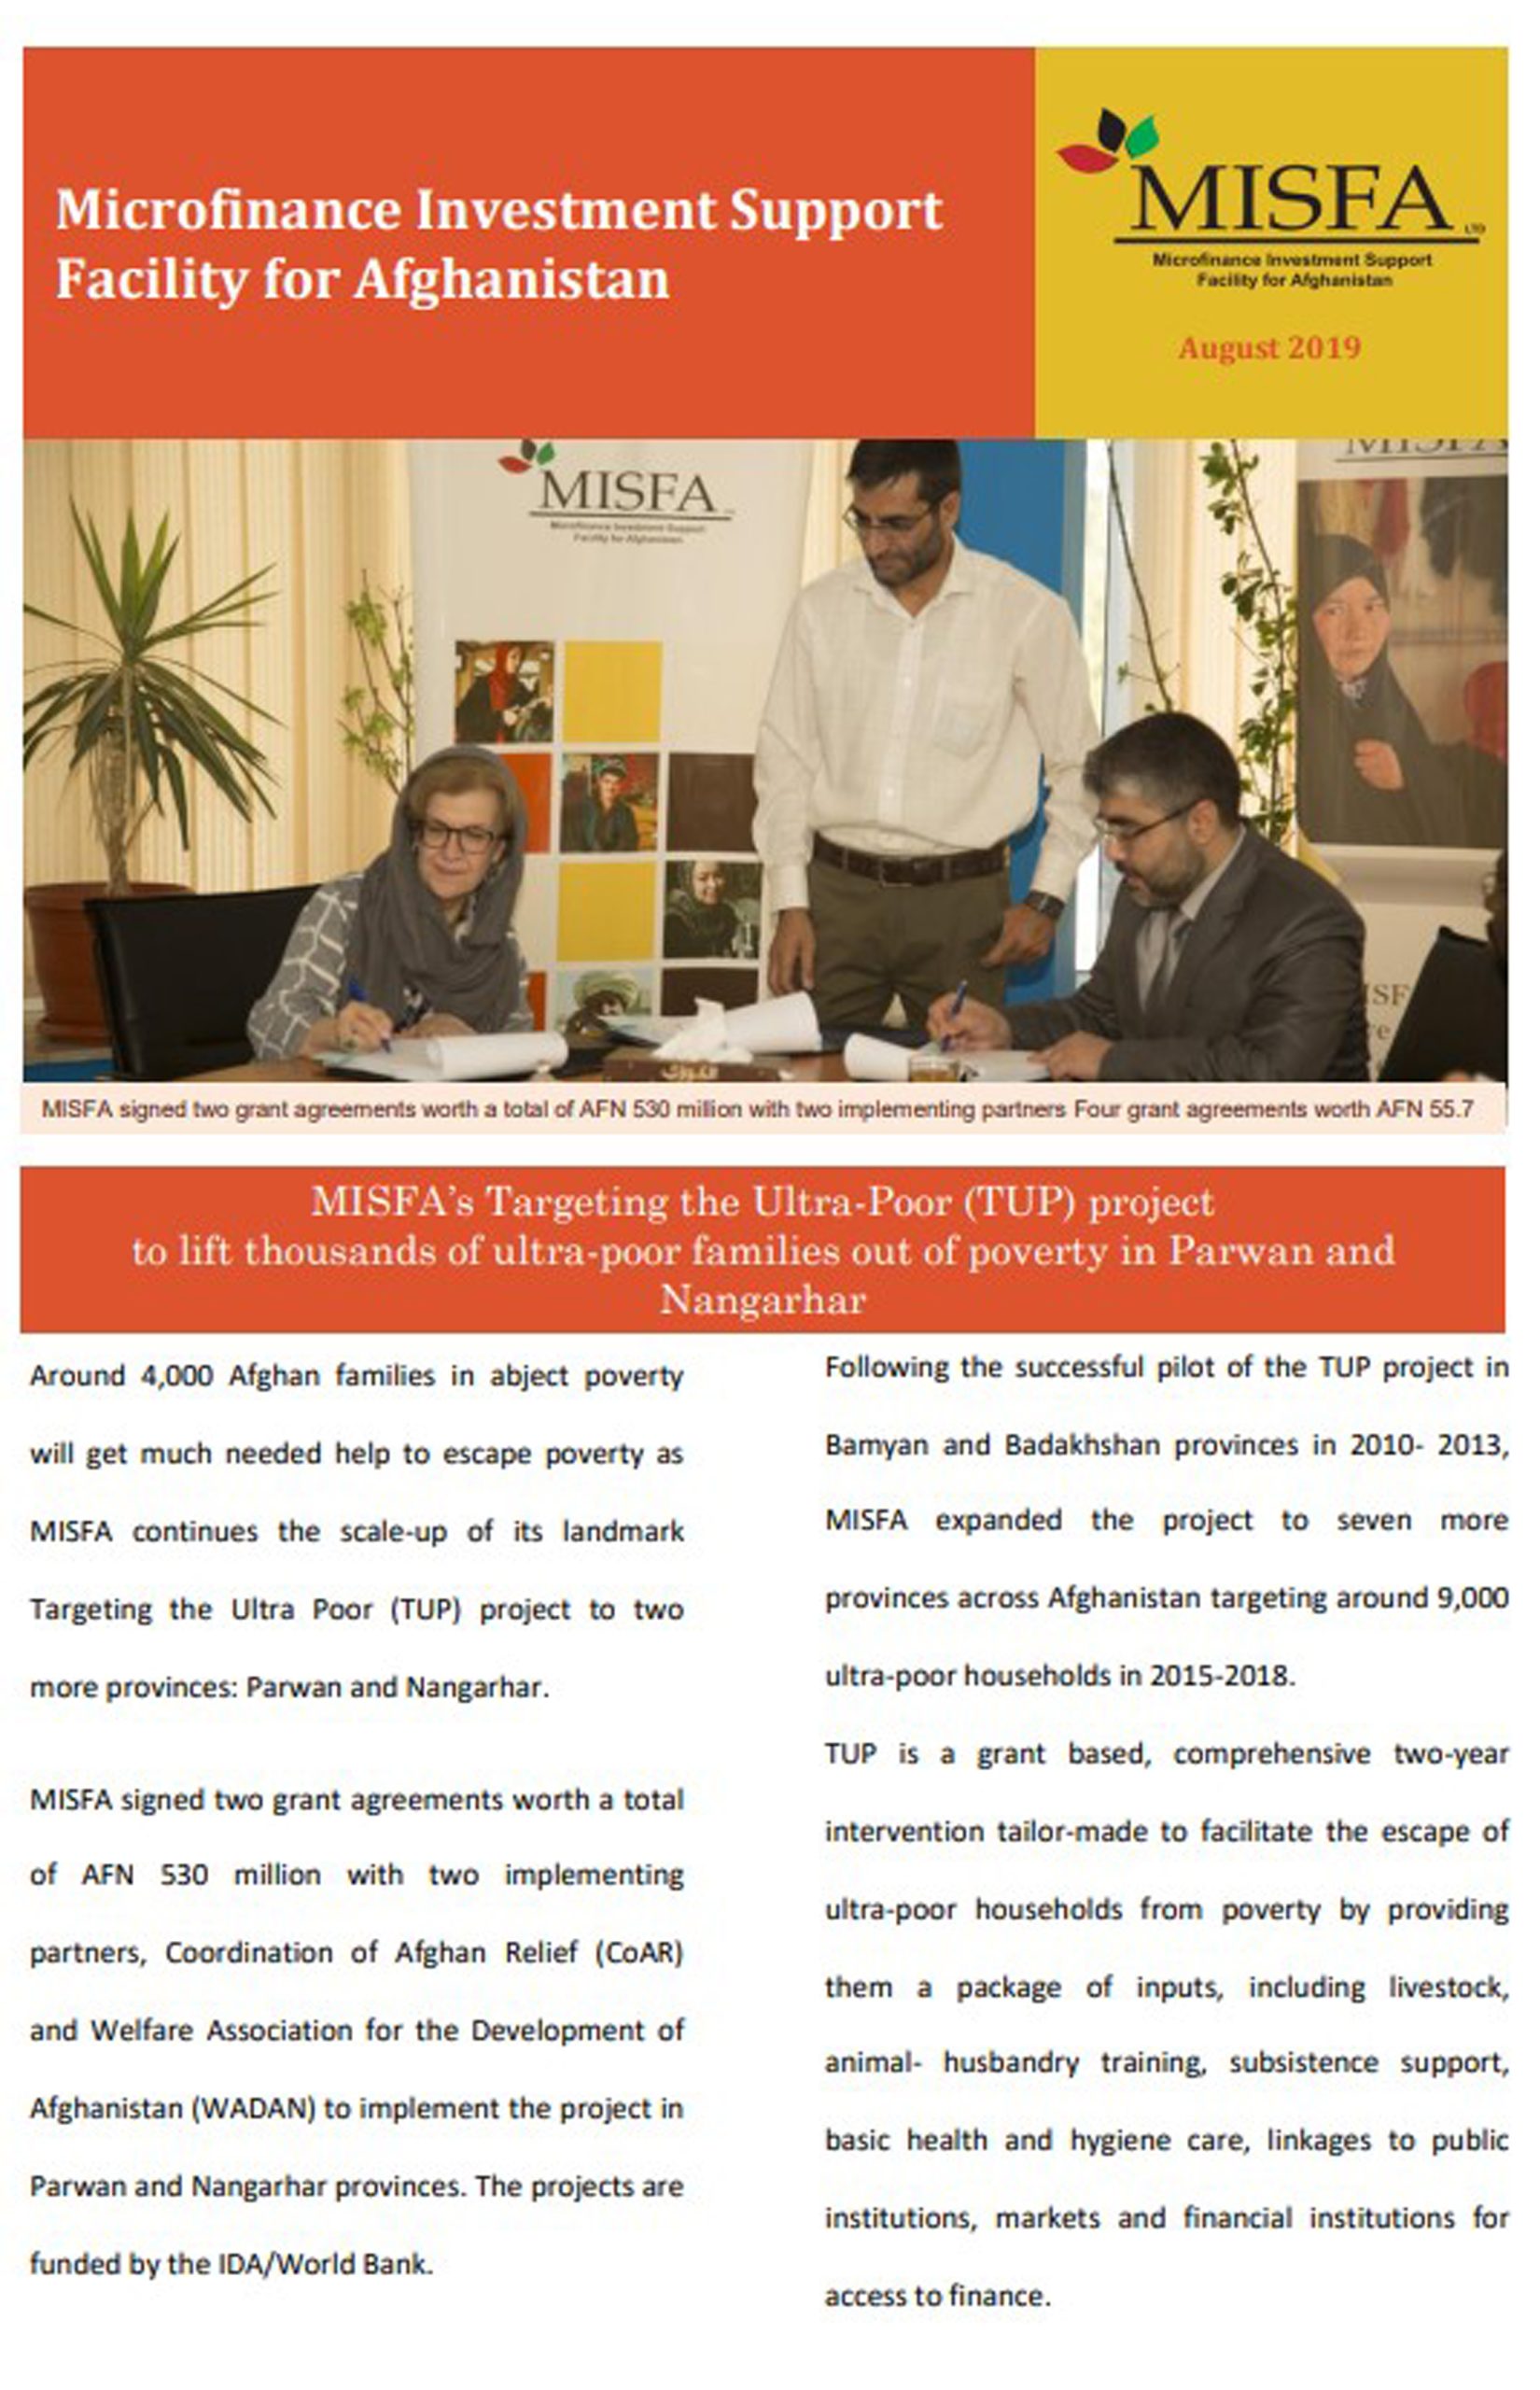 Microfinance Investment Support
Facility for Afghanistan
MISFA LTD
Microfinance Investment Support
Facility for Afghanistan
August 2019
MISFA
Microfinance Investment Support
Facility for Afghanistan
MISFA
MISFA signed two grant agreements worth a total of AFN 530 million with two implementing partners Four grant agreements worth AFN 55.7
MISFA’s Targeting the Ultra-Poor (TUP) project
to lift thousands of ultra-poor families out of poverty in Parwan and
Nangarhar
Around 4,000 Afghan families in abject poverty
will get much needed help to escape poverty as
MISFA continues the scale-up of its landmark
Targeting the Ultra Poor (TUP) project to two
more provinces: Parwan and Nangarhar.
MISFA signed two grant agreements worth a total
of AFN 530 million with two implementing
partners, Coordination of Afghan Relief (CoAR)
and Welfare Association for the Development of
Afghanistan (WADAN) to implement the project in
Parwan and Nangarhar provinces. The projects are
funded by the IDA/World Bank.
Following the successful pilot of the TUP project in
Bamyan and Badakhshan provinces in 2010- 2013,
MISFA expanded the project to seven more
provinces across Afghanistan targeting around 9,000
ultra-poor households in 2015-2018.
TUP is a grant based, comprehensive two-year
intervention tailor-made to facilitate the escape of
ultra-poor households from poverty by providing
them a package of inputs, including livestock,
animal- husbandry training, subsistence support,
basic health and hygiene care, linkages to public
institutions, markets and financial institutions for
access to finance.